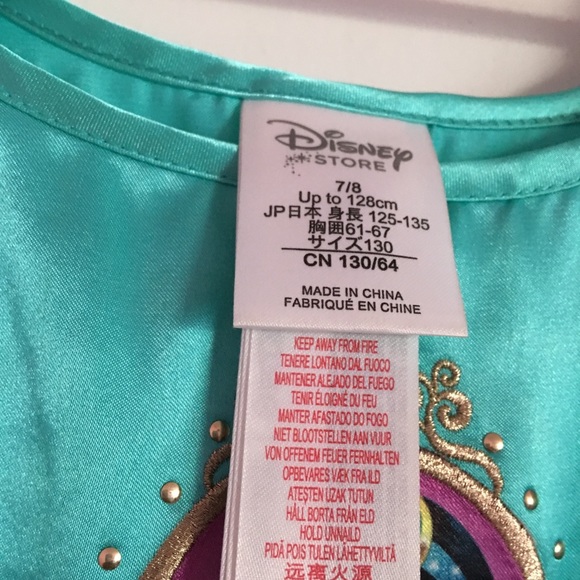 Disney
STORE
7/8
Up to 128cm
JP日本 身長 125-135
胸囲61-67
サイズ130
CN 130/64
MADE IN CHINA
FABRIQUÉ EN CHINE
KEEP AWAY FROM FIRE
TENERE LONTANO DAL FUOCO
MANTENER ALEJADO DEL FUEGO
TENIR ÉLOIGNÉ DU FEU
MANTER AFASTADO DO FOGO
NIET BLOOTSTELLEN AAN VUUR
VON OFFENEM FEUER FERNHALTEN
OPBEVARES VÆK FRA ILD
ATEŞTEN UZAK TUTUN
HÅLL BORTA FRÅN ELD
HOLD UNNAILD
PIDÄ POIS TULEN LÄHETTYVILTÄ
远离火源